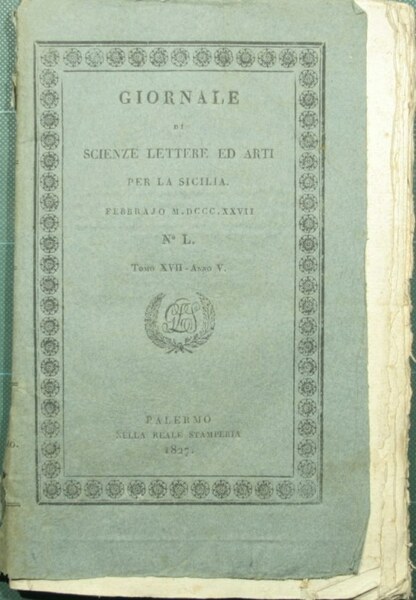 GIORNALE
DI
SCIENZE LETTERE ED ARTI
PER LA SICILIA.
FEBBRAJO M.DCCC.XXVII
N.º L.
TOMO XVII - ANNO V.
PALERMO
NELLA REALE STAMPERIA
1827.